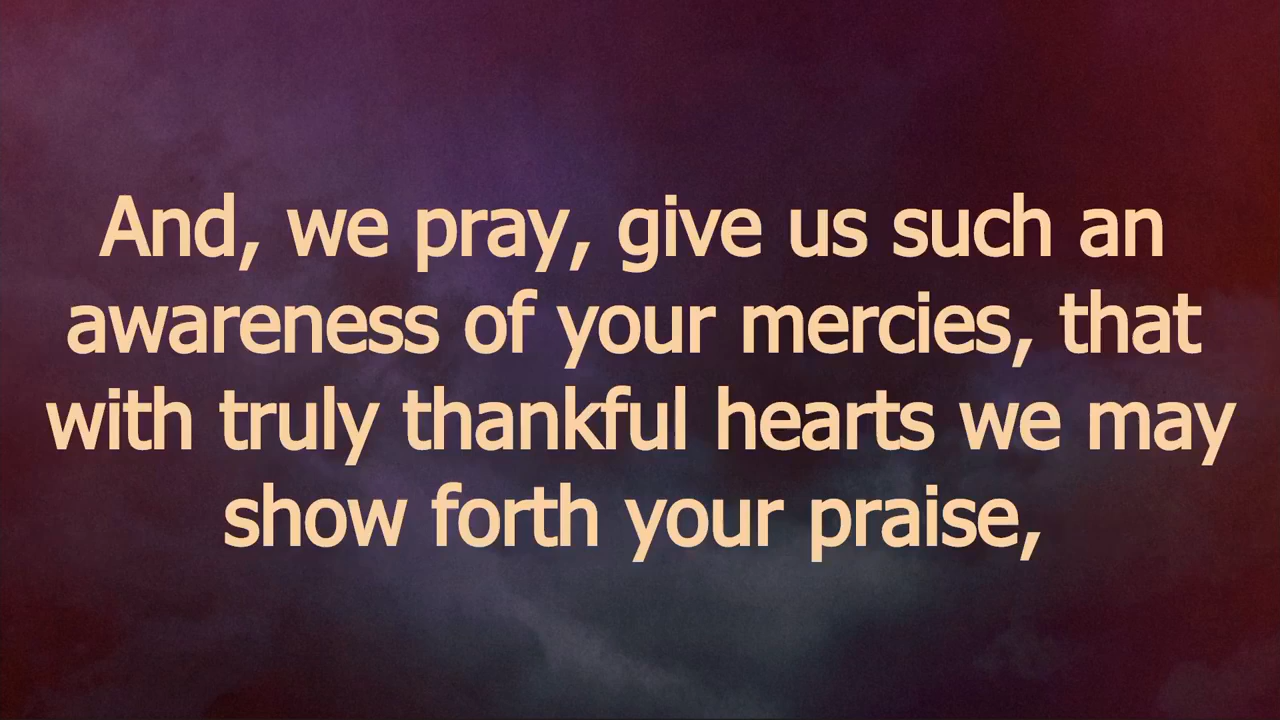 And, we pray, give us such an
awareness of your mercies, that
with truly thankful hearts we may
show forth your praise,